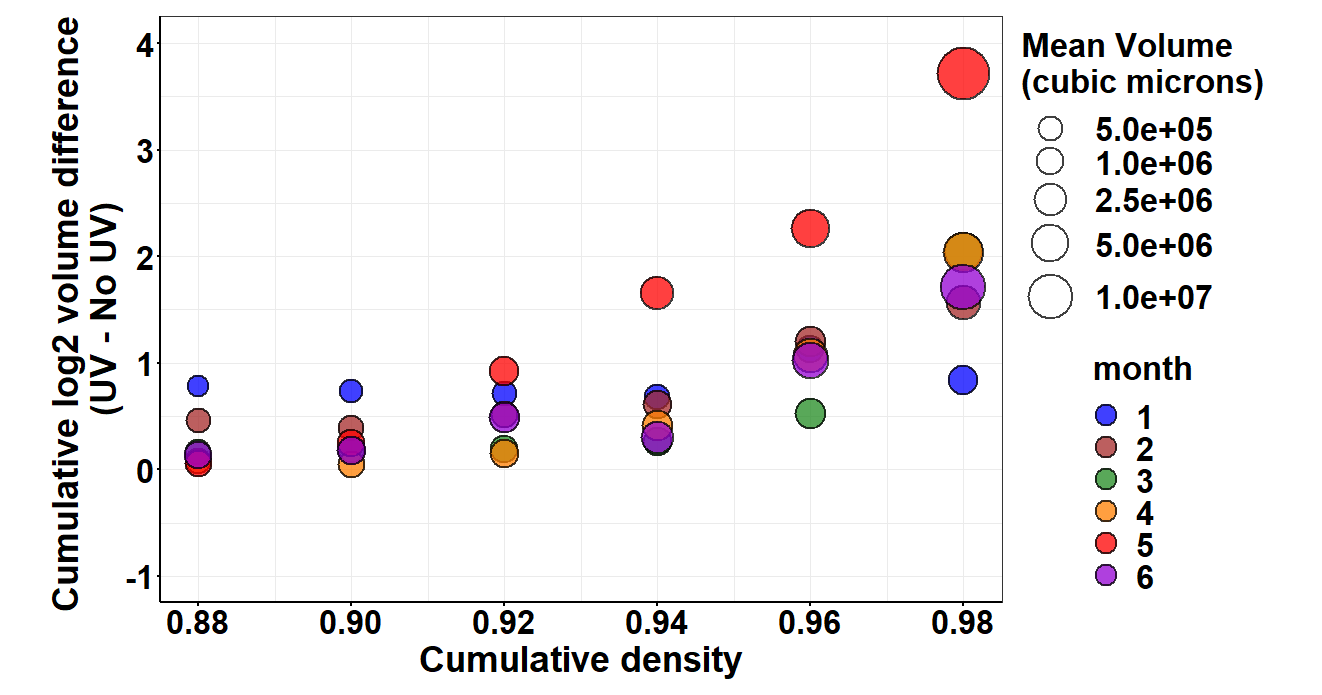 Cumulative log2 volume difference
(UV - No UV)
4
3
2
1
0
-1
0.88 0.90 0.92 0.94 0.96 0.98
Cumulative density
Mean Volume
(cubic microns)
5.0e+05
1.0e+06
2.5e+06
5.0e+06
1.0e+07
month
1
2
3
4
5
6